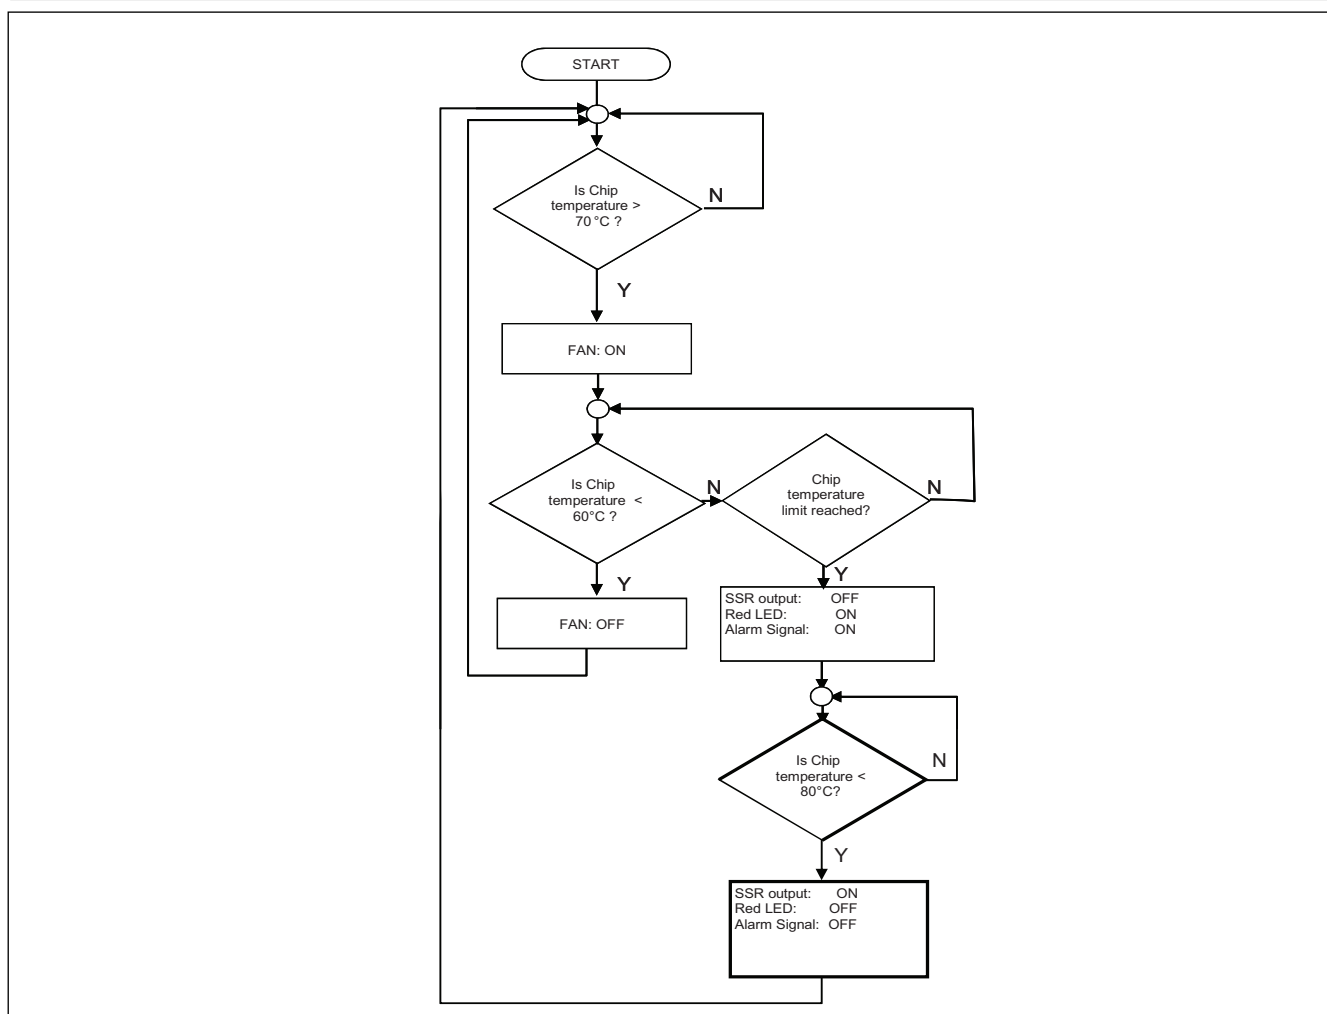 START
Is Chip
temperature >
70°C ?
N
Y
FAN: ON
Is Chip
temperature <
60°C ?
N
Chip
temperature
limit reached?
N
Y
Y
FAN: OFF
SSR output: OFF
Red LED: ON
Alarm Signal: ON
Is Chip
temperature <
80°C?
N
Y
SSR output: ON
Red LED: OFF
Alarm Signal: OFF